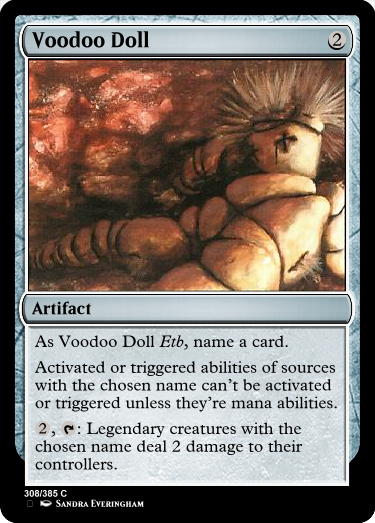 Voodoo Doll 2
Artifact
As Voodoo Doll Etb, name a card.
Activated or triggered abilities of sources
with the chosen name can't be activated
or triggered unless they're mana abilities.
2 , : Legendary creatures with the
chosen name deal 2 damage to their
controllers.
308/385 C
Sandra Everingham